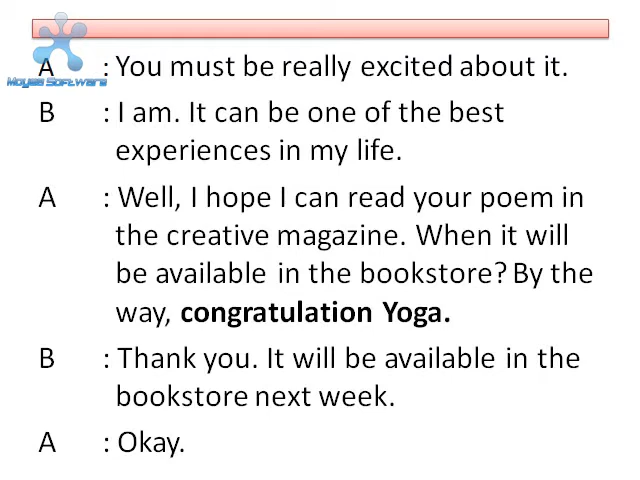 A : You must be really excited about it.
Moyea Software
B : I am. It can be one of the best
experiences in my life.
A : Well, I hope I can read your poem in
the creative magazine. When it will
be available in the bookstore? By the
way, congratulation Yoga.
B : Thank you. It will be available in the
bookstore next week.
A : Okay.